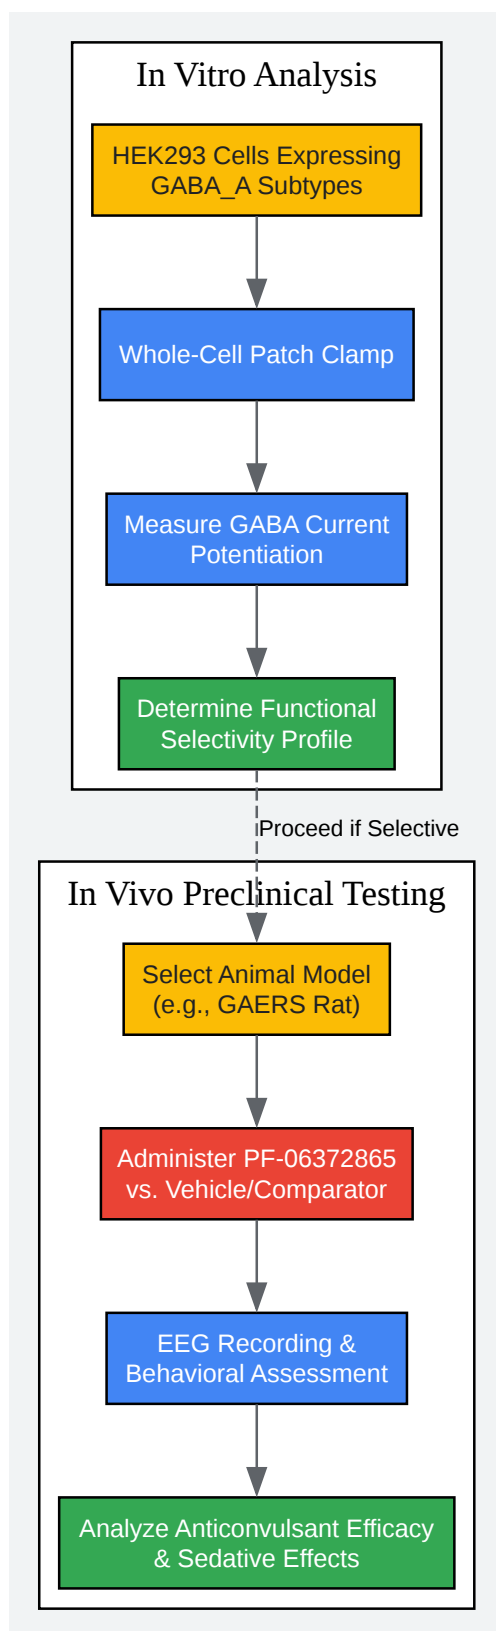 In Vitro Analysis
HEK293 Cells Expressing
GABA_A Subtypes
Whole-Cell Patch Clamp
Measure GABA Current
Potentiation
Determine Functional
Selectivity Profile
Proceed if Selective
In Vivo Preclinical Testing
Select Animal Model
(e.g., GAERS Rat)
Administer PF-06372865
vs. Vehicle/Comparator
EEG Recording &
Behavioral Assessment
Analyze Anticonvulsant Efficacy
& Sedative Effects